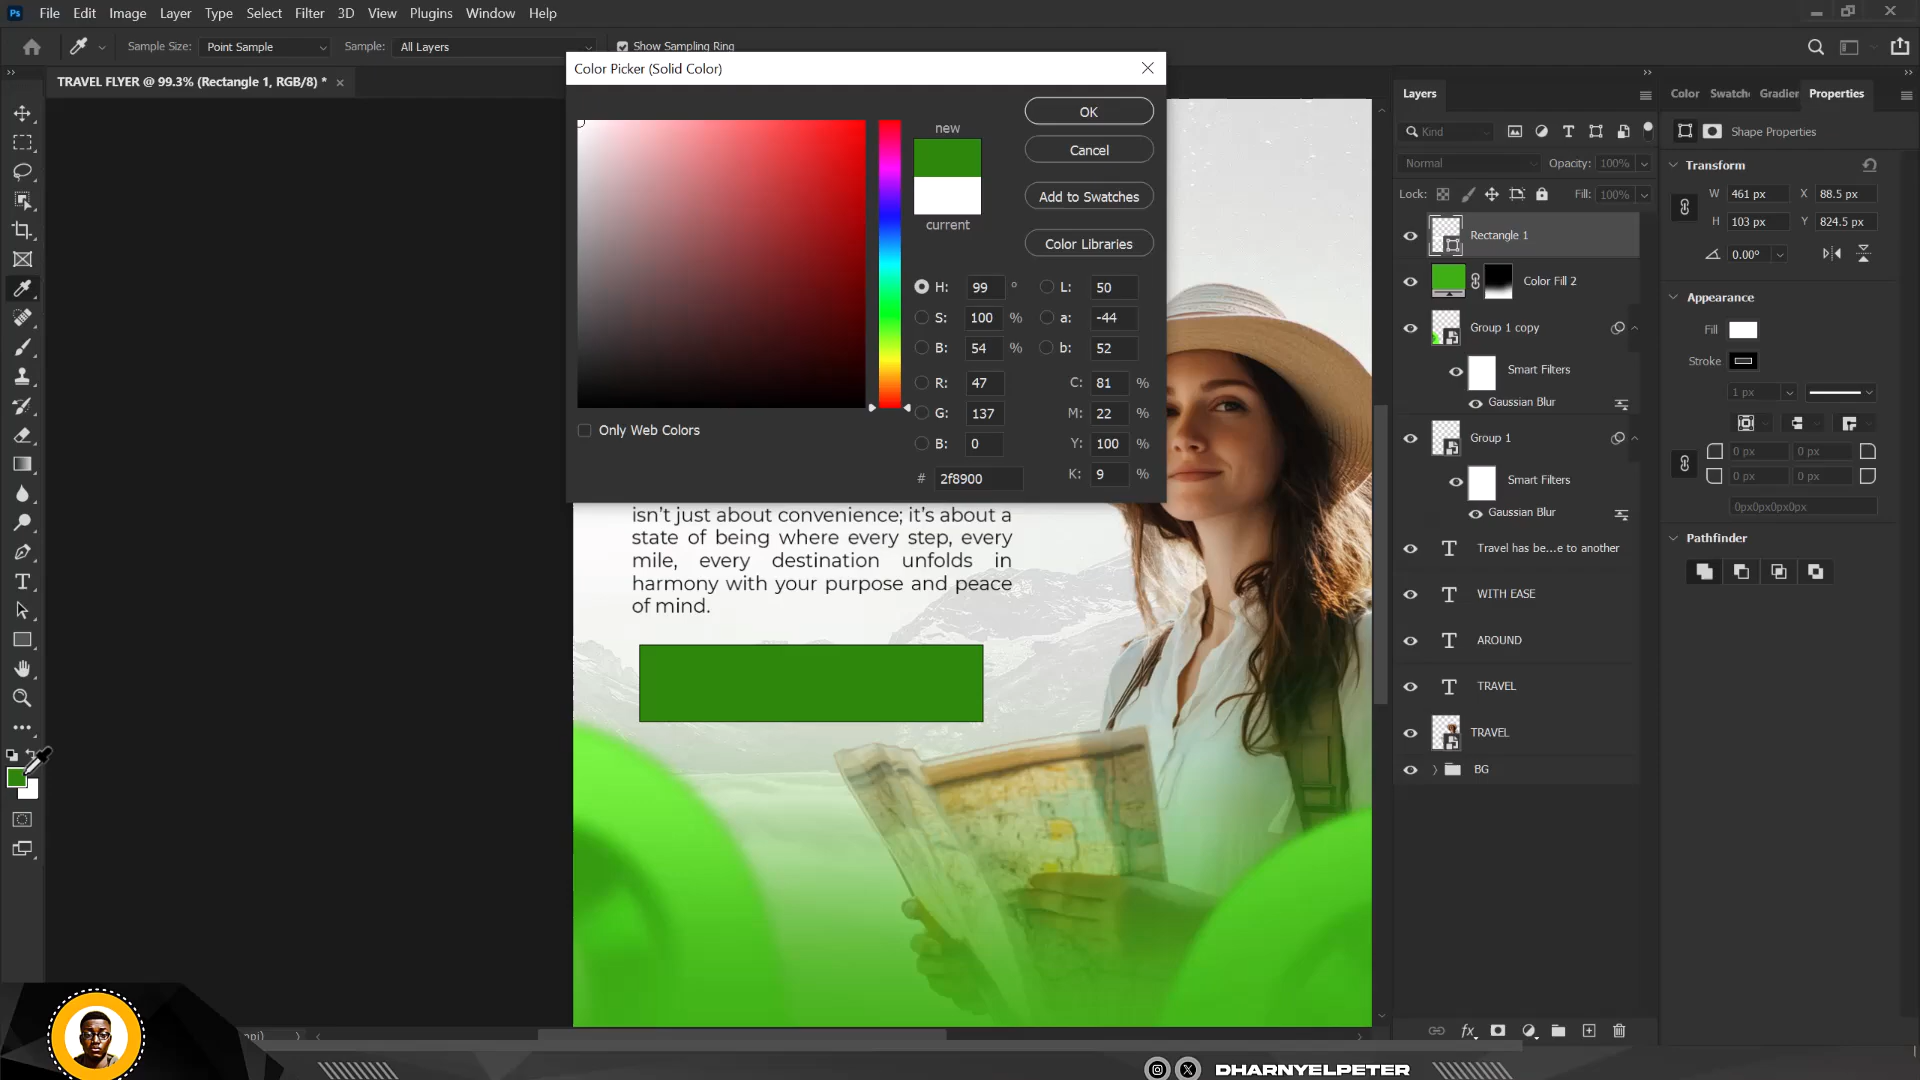 Ps File Edit Image Layer Type Select Filter 3D View Plugins Window Help
Sample Size: Point Sample Sample: All Layers Show Sampling Ring
TRAVEL FLYER @ 99.3% (Rectangle 1, RGB/8) *
Color Picker (Solid Color)
new
current
OK
Cancel
Add to Swatches
Color Libraries
H: 99 ° L: 50
S: 100 % a: -44
B: 54 % b: 52
R: 47 C: 81 %
G: 137 M: 22 %
B: 0 Y: 100 %
# 2f8900 K: 9 %
Only Web Colors
isn't just about convenience; it's about a
state of being where every step, every
mile, every destination unfolds in
harmony with your purpose and peace
of mind.
Layers
Kind
Normal Opacity: 100%
Lock: Fill: 100%
Rectangle 1
Color Fill 2
Group 1 copy
Smart Filters
Gaussian Blur
Group 1
Smart Filters
Gaussian Blur
Travel has be...e to another
WITH EASE
AROUND
TRAVEL
TRAVEL
BG
Color Swatch Gradier Properties
Shape Properties
Transform
W 461 px X 88.5 px
H 103 px Y 824.5 px
0.00°
Appearance
Fill
Stroke
1 px
0 px 0 px
0 px 0 px
0px0px0px0px
Pathfinder
DHARNYELPETER